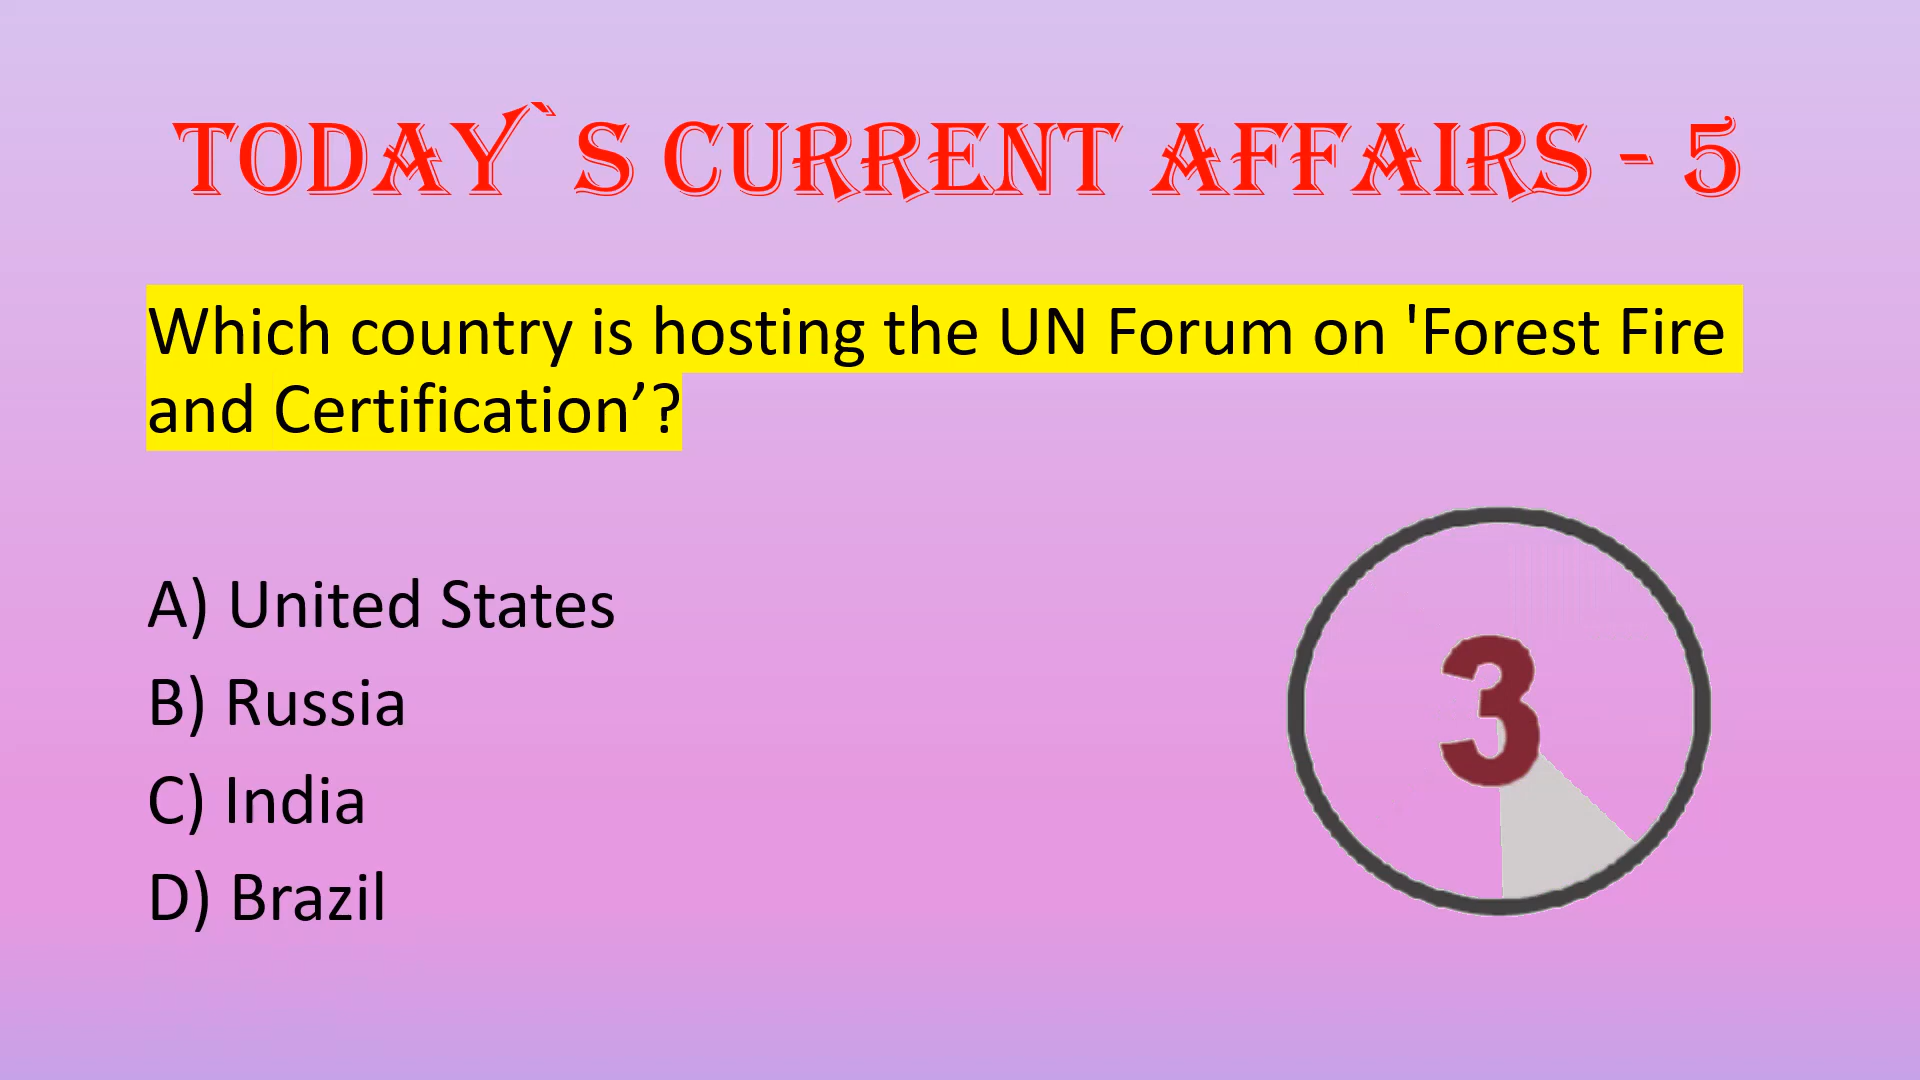 TODAY`S CURRENT AFFAIRS - 5
Which country is hosting the UN Forum on 'Forest Fire
and Certification’?
A) United States
B) Russia
C) India
D) Brazil
3